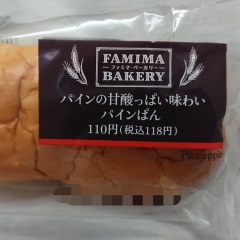 FAMIMA
ファミマ・ベーカリー
BAKERY
パインの甘酸っぱい味わい
パインぱん
110円(税込118円)
Pineapple